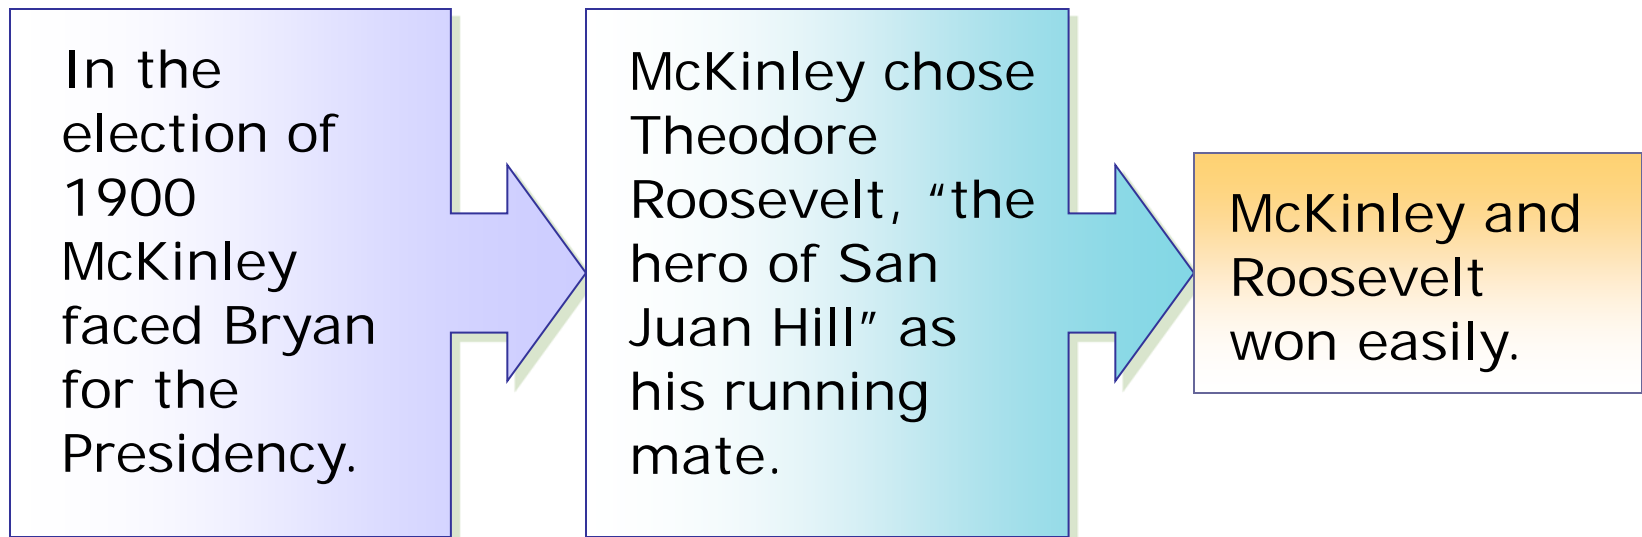 In the
election of
1900
McKinley
faced Bryan
for the
Presidency.
McKinley chose
Theodore
Roosevelt, “the
hero of San
Juan Hill” as
his running
mate.
McKinley and
Roosevelt
won easily.